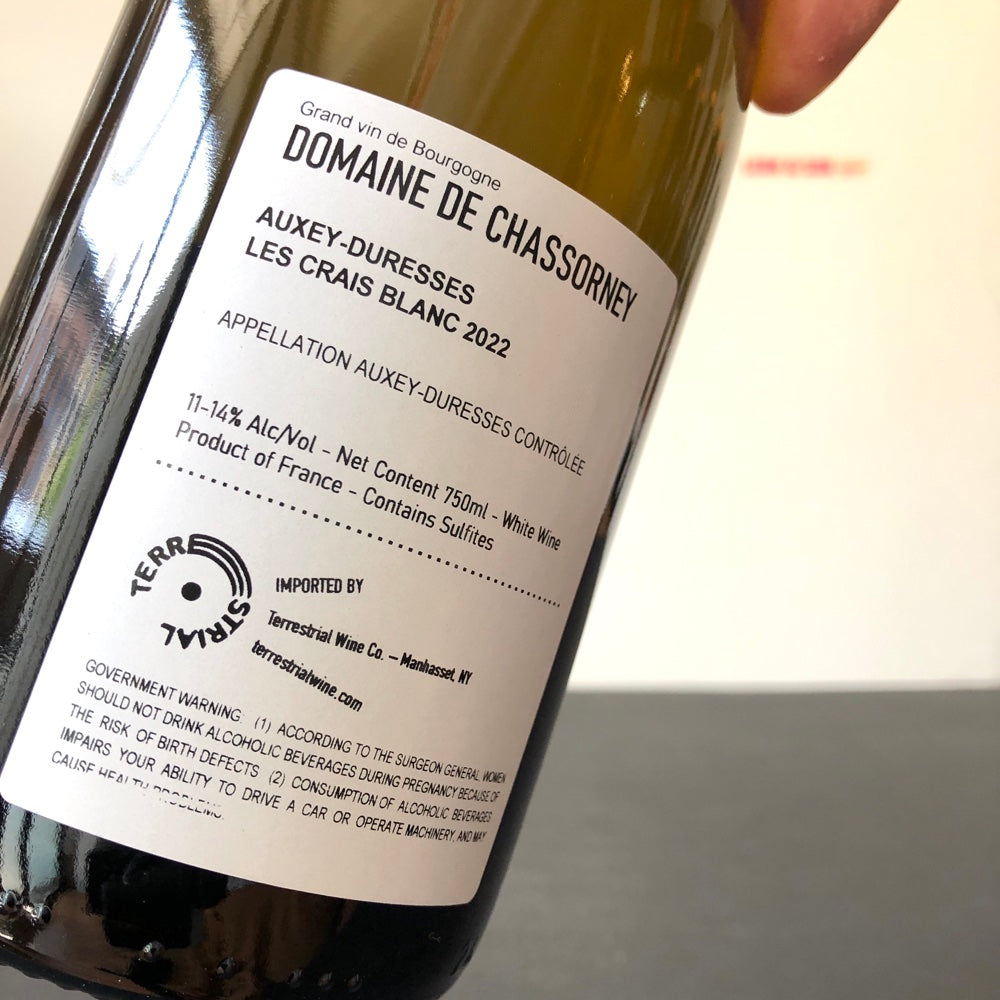 Grand vin de Bourgogne
DOMAINE DE CHASSORNEY
AUXEY-DURESSES
LES CRAIS BLANC 2022
APPELLATION AUXEY-DURESSES CONTRÔLÉE
11-14% Alc/Vol - Net Content 750ml - White Wine
Product of France - Contains Sulfites
TERRESTRIAL
IMPORTED BY
Terrestrial Wine Co. – Manhasset, NY
terrestrialwine.com
GOVERNMENT WARNING: (1) ACCORDING TO THE SURGEON GENERAL, WOMEN
SHOULD NOT DRINK ALCOHOLIC BEVERAGES DURING PREGNANCY BECAUSE OF
THE RISK OF BIRTH DEFECTS (2) CONSUMPTION OF ALCOHOLIC BEVERAGES
IMPAIRS YOUR ABILITY TO DRIVE A CAR OR OPERATE MACHINERY, AND MAY
CAUSE HEALTH PROBLEMS.